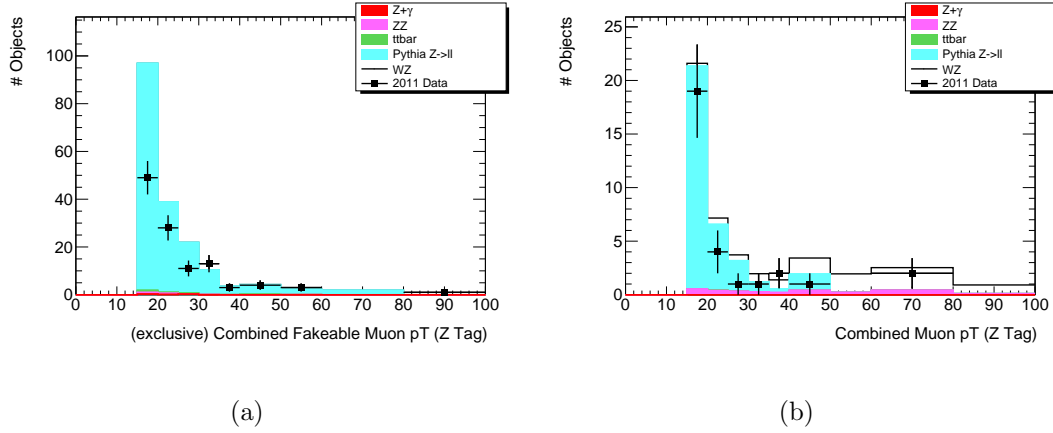 # Objects
100
80
60
40
20
0
0 10 20 30 40 50 60 70 80 90 100
(exclusive) Combined Fakeable Muon pT (Z Tag)
Z+γ
ZZ
ttbar
Pythia Z->ll
WZ
2011 Data
(a)
# Objects
25
20
15
10
5
0
0 10 20 30 40 50 60 70 80 90 100
Combined Muon pT (Z Tag)
Z+γ
ZZ
ttbar
Pythia Z->ll
WZ
2011 Data
(b)